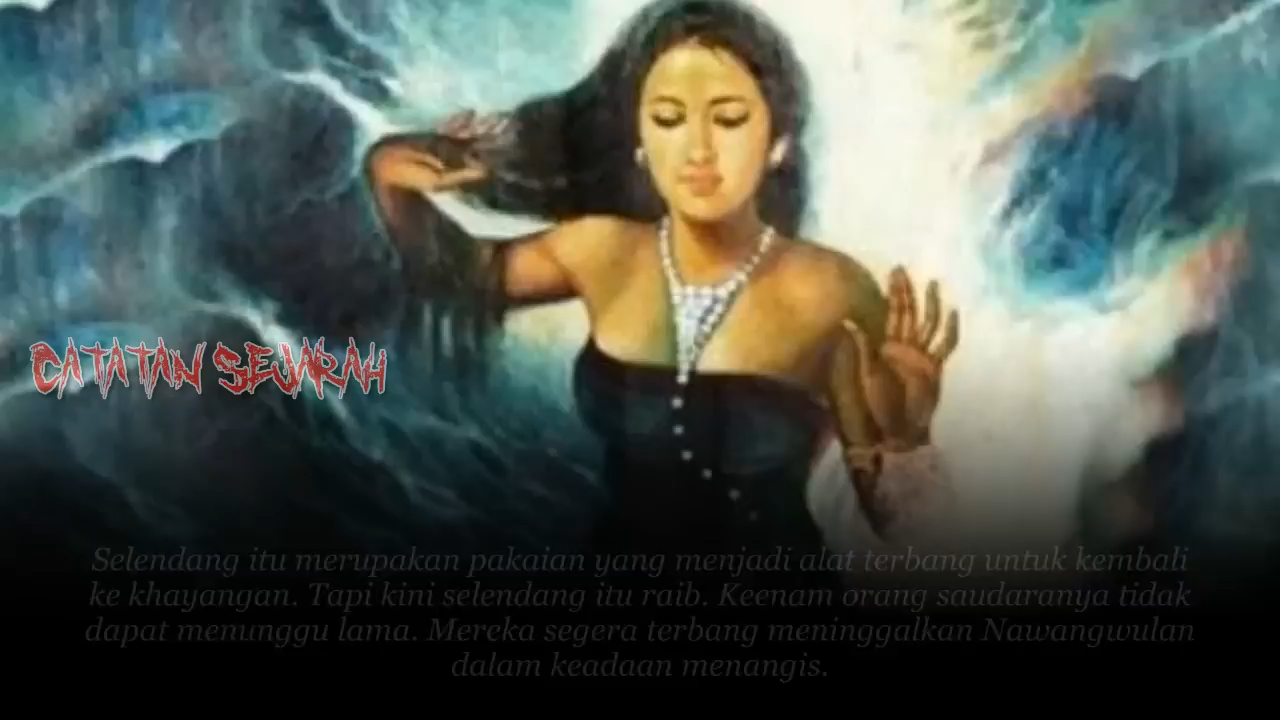 CATATAN SEJARAH
Selendang itu merupakan pakaian yang menjadi alat terbang untuk kembali
ke khayangan. Tapi kini selendang itu raib. Keenam orang saudaranya tidak
dapat menunggu lama. Mereka segera terbang meninggalkan Nawangwulan
dalam keadaan menangis.